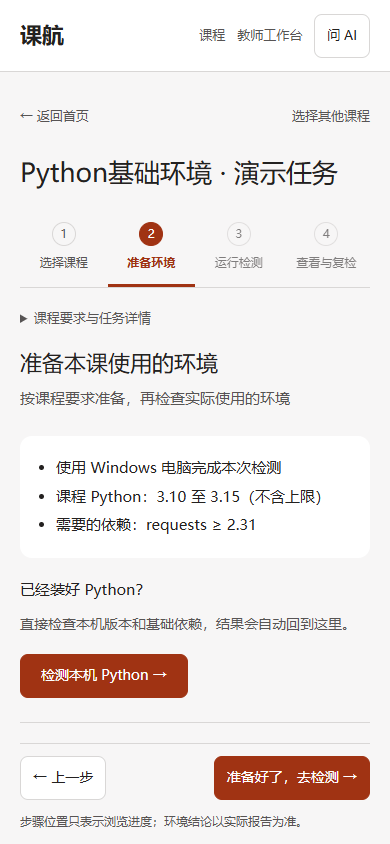 课航
课程 教师工作台 问 AI
← 返回首页 选择其他课程
Python基础环境 · 演示任务
1 2 3 4
选择课程 准备环境 运行检测 查看与复检
▶ 课程要求与任务详情
准备本课使用的环境
按课程要求准备，再检查实际使用的环境
• 使用 Windows 电脑完成本次检测
• 课程 Python：3.10 至 3.15（不含上限）
• 需要的依赖：requests ≥ 2.31
已经装好 Python？
直接检查本机版本和基础依赖，结果会自动回到这里。
检测本机 Python →
← 上一步 准备好了，去检测 →
步骤位置只表示浏览进度；环境结论以实际报告为准。